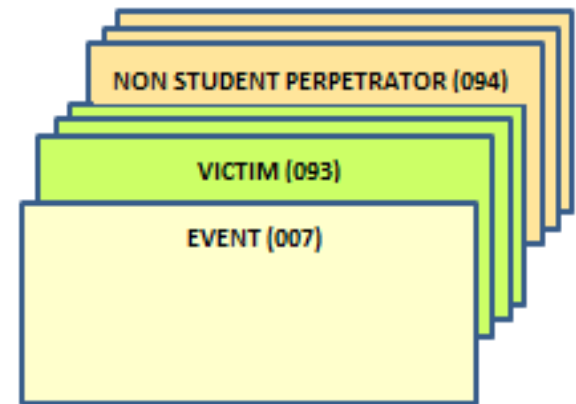 NON STUDENT PERPETRATOR (094)
VICTIM (093)
EVENT (007)